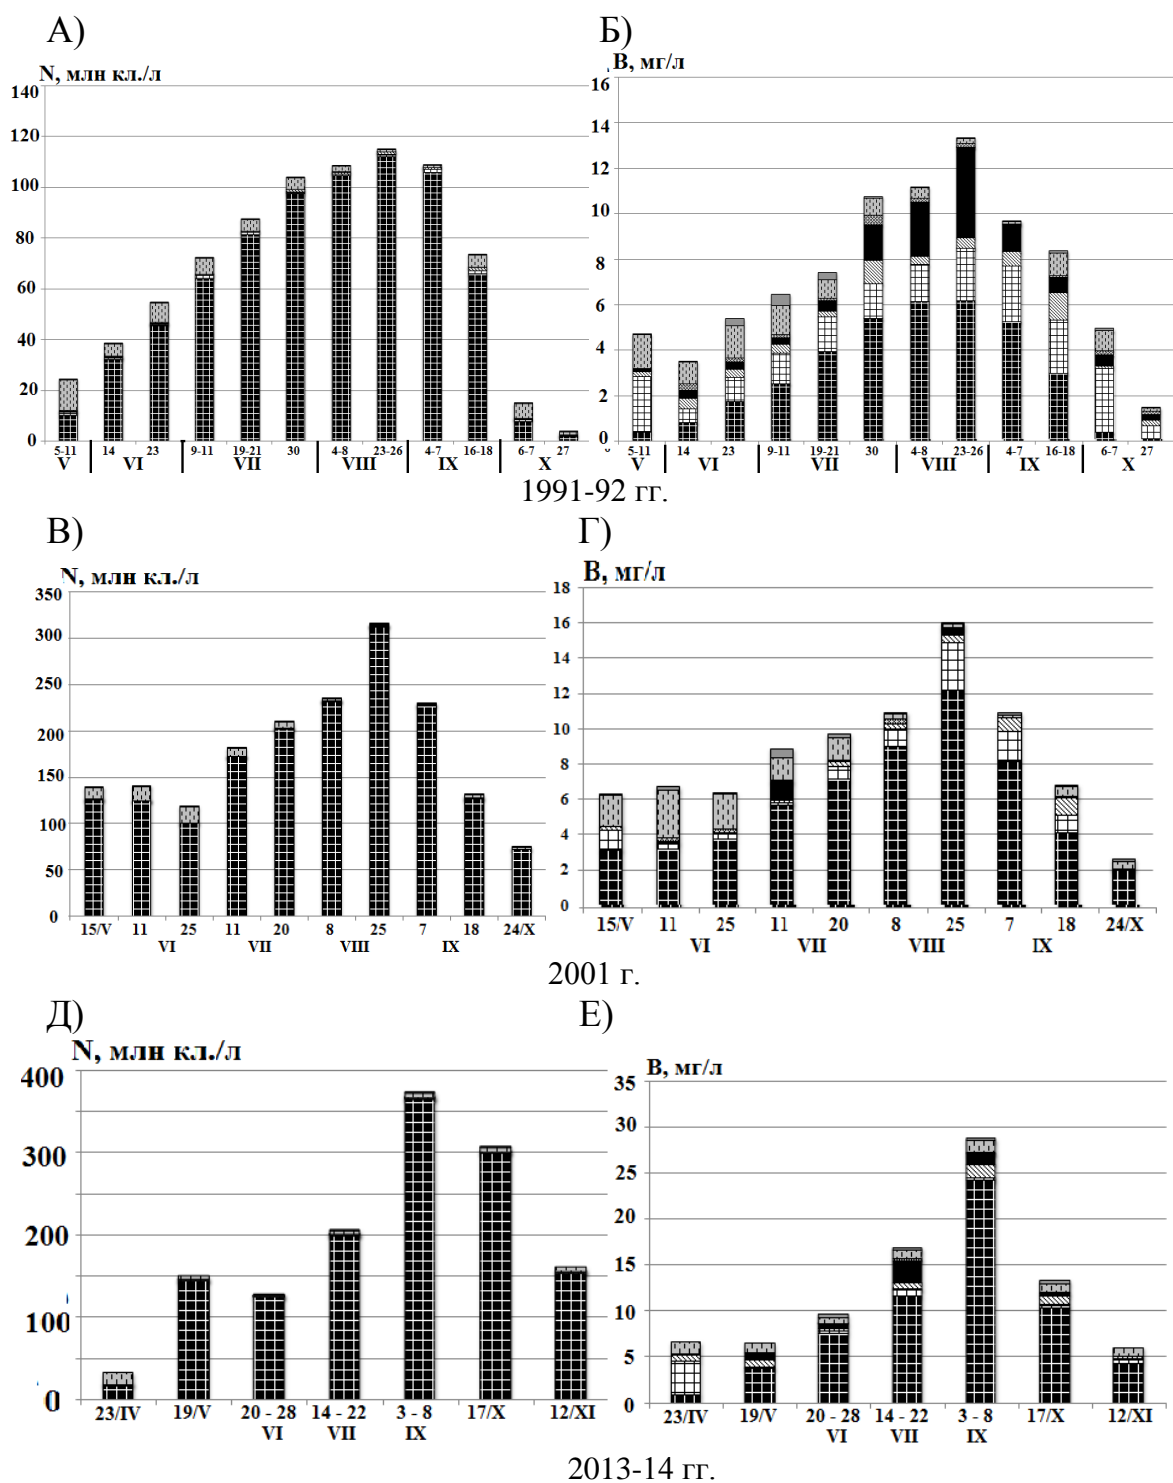 А) Б)
N, млн кл./л В, мг/л
140
120
100
80
60
40
20
0
5-11 14 23 9-11 19-21 30 4-8 23-26 4-7 16-18 6-7 27
V VI VII VIII IX X
16
14
12
10
8
6
4
2
0
5-11 14 23 9-11 19-21 30 4-8 23-26 4-7 16-18 6-7 27
V VI VII VIII IX X
1991-92 гг.
В) Г)
N, млн кл./л В, мг/л
350
300
250
200
150
100
50
0
15/V 11 25 11 20 8 25 7 18 24/X
VI VII VIII IX
18
16
14
12
10
8
6
4
2
0
15/V 11 25 11 20 8 25 7 18 24/X
VI VII VIII IX
2001 г.
Д) Е)
N, млн кл./л В, мг/л
400
300
200
100
0
23/IV 19/V 20 - 28 14 - 22 3 - 8 17/X 12/XI
VI VII IX
35
30
25
20
15
10
5
0
23/IV 19/V 20 - 28 14 - 22 3 - 8 17/X 12/XI
VI VII IX
2013-14 гг.